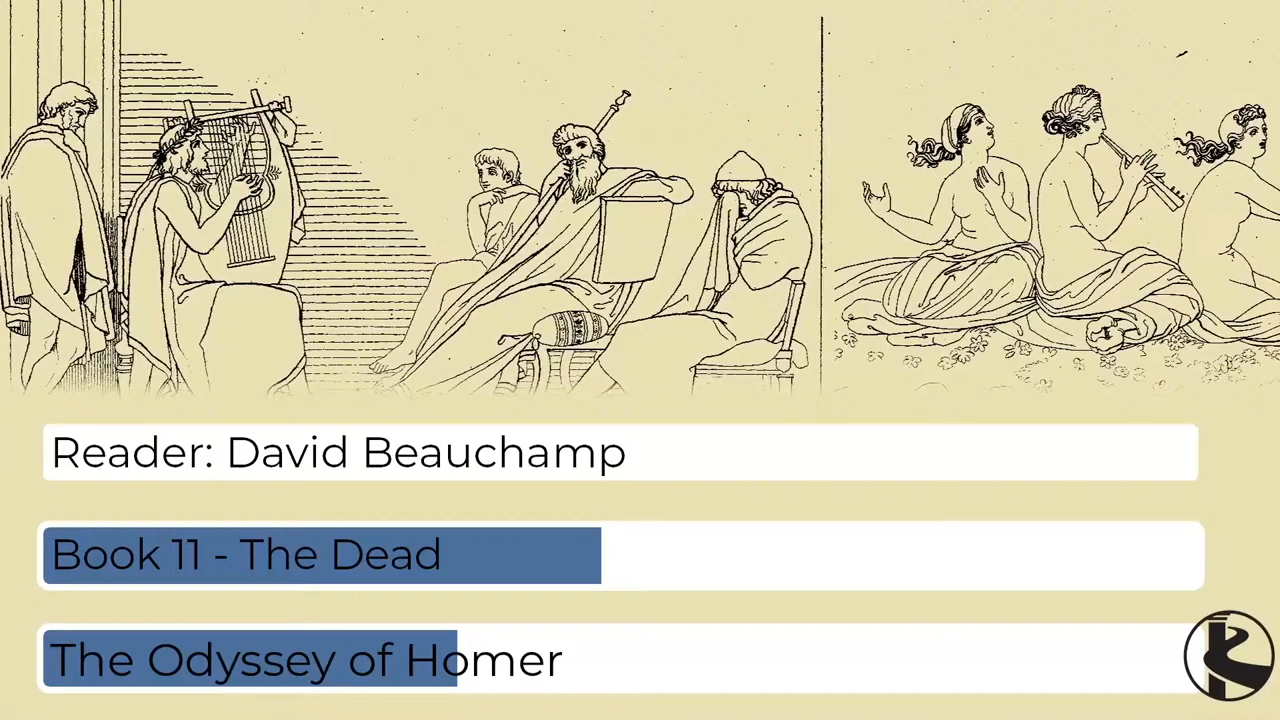 Reader: David Beauchamp
Book 11 - The Dead
The Odyssey of Homer